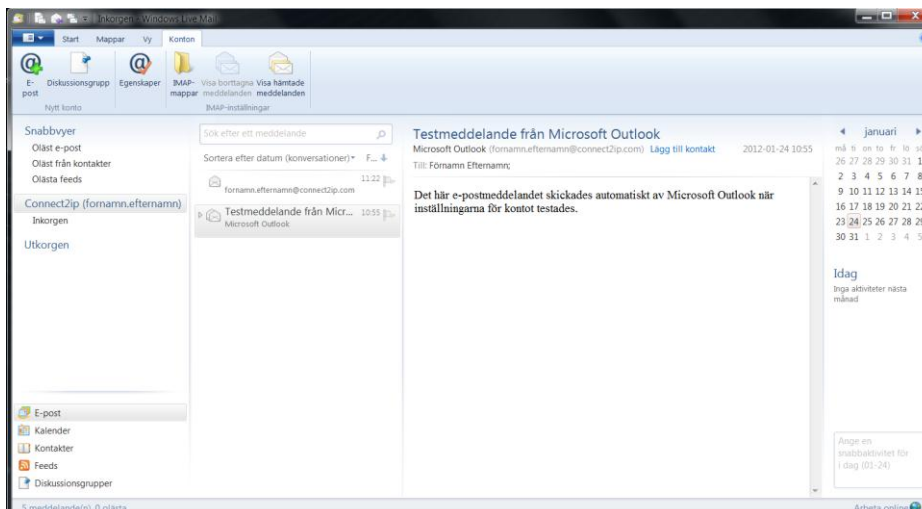 Inkorgen - Windows Live Mail
Start Mappar Vy Konton
E-post
Diskussionsgrupp
Egenskaper
IMAP-mappar
Visa borttagna meddelanden
Visa hämtade meddelanden
Nytt konto
IMAP-inställningar
Snabbvyer
Oläst e-post
Oläst från kontakter
Olästa feeds
Connect2ip (fornamn.efternamn)
Inkorgen
Utkorgen
E-post
Kalender
Kontakter
Feeds
Diskussionsgrupper
5 meddelande(n), 0 olästa
Sök efter ett meddelande
Sortera efter datum (konversationer) F...
11:22
fornamn.efternamn@connect2ip.com
Testmeddelande från Micr... 10:55
Microsoft Outlook
Testmeddelande från Microsoft Outlook
Microsoft Outlook (fornamn.efternamn@connect2ip.com) Lägg till kontakt 2012-01-24 10:55
Till: Förnamn Efternamn;
Det här e-postmeddelandet skickades automatiskt av Microsoft Outlook när
inställningarna för kontot testades.
januari
må ti on to fr lö
26 27 28 29 30 31 1
2 3 4 5 6 7 8
9 10 11 12 13 14 15
16 17 18 19 20 21 22
23 24 25 26 27 28 29
30 31 1 2 3 4 5
Idag
Inga aktiviteter nästa
månad
Ange en
snabbaktivitet för
i dag (01-24)
Arbeta online